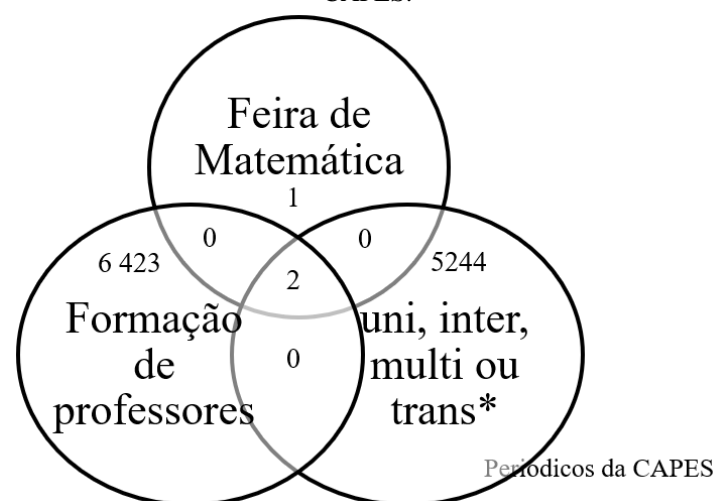 CAPES.
Feira de
Matemática
1
0
0
6 423
5244
2
Formação
de
professores
uni, inter,
multi ou
trans*
0
Periódicos da CAPES